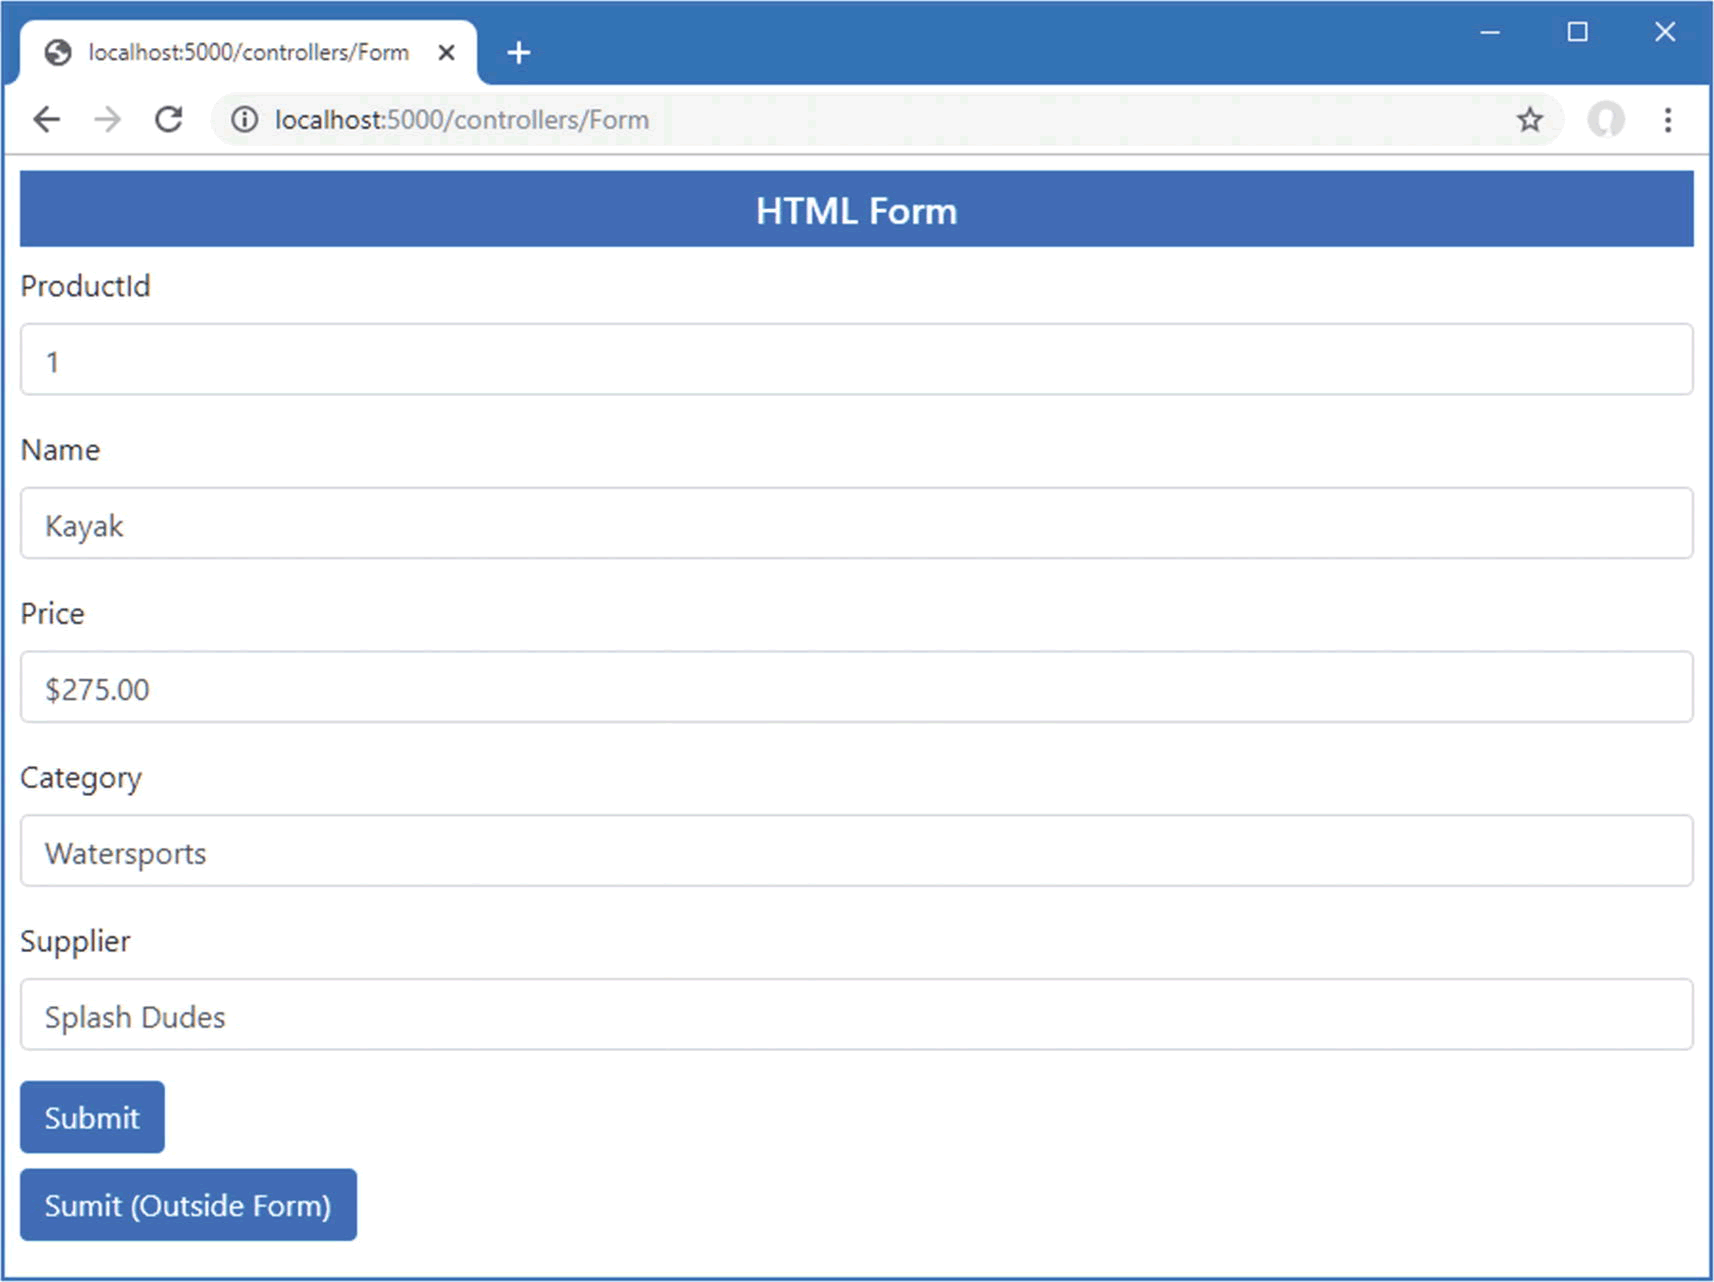 localhost:5000/controllers/Form
localhost:5000/controllers/Form
HTML Form
ProductId
1
Name
Kayak
Price
$275.00
Category
Watersports
Supplier
Splash Dudes
Submit
Sumit (Outside Form)